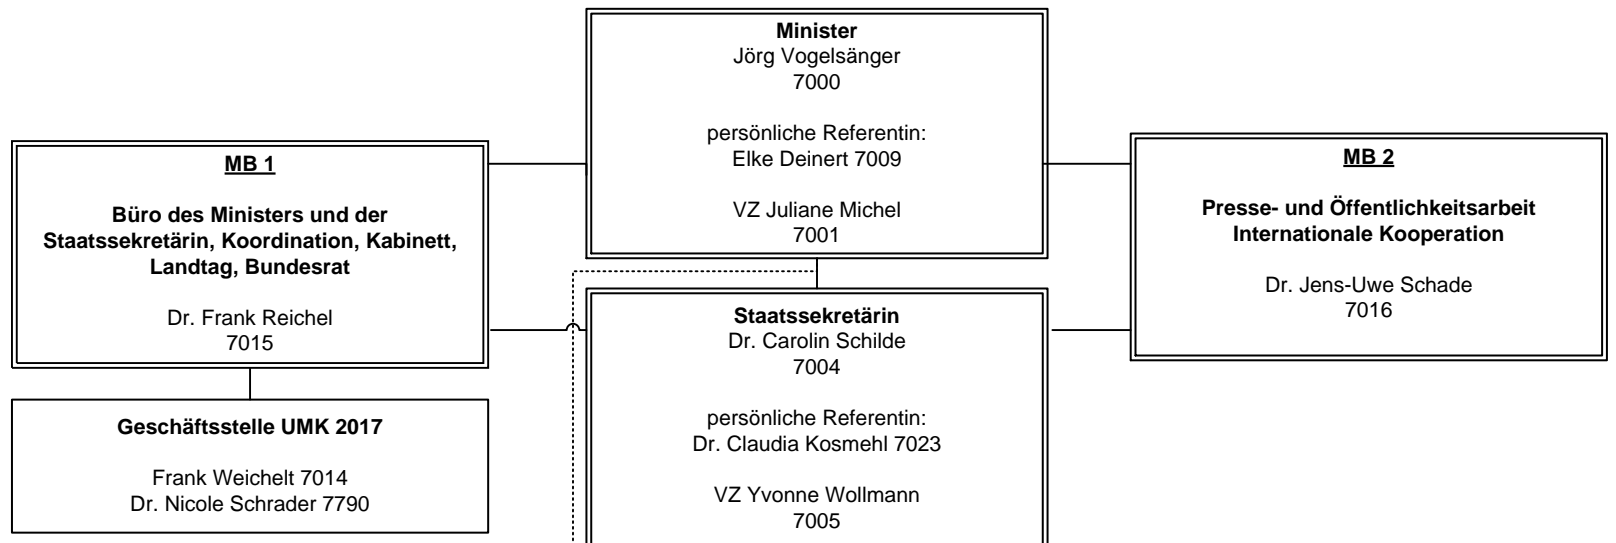 Minister
Jörg Vogelsänger
7000
persönliche Referentin:
Elke Deinert 7009
VZ Juliane Michel
7001
MB 1
Büro des Ministers und der
Staatssekretärin, Koordination, Kabinett,
Landtag, Bundesrat
Dr. Frank Reichel
7015
MB 2
Presse- und Öffentlichkeitsarbeit
Internationale Kooperation
Dr. Jens-Uwe Schade
7016
Staatssekretärin
Dr. Carolin Schilde
7004
persönliche Referentin:
Dr. Claudia Kosmehl 7023
VZ Yvonne Wollmann
7005
Geschäftsstelle UMK 2017
Frank Weichelt 7014
Dr. Nicole Schrader 7790